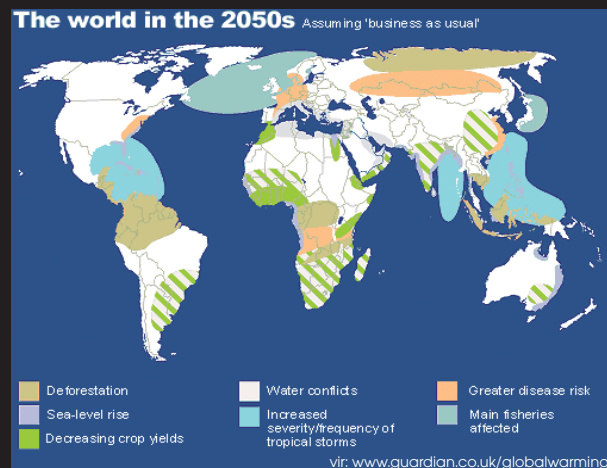 The world in the 2050s Assuming 'business as usual'
Deforestation
Sea-level rise
Decreasing crop yields
Water conflicts
Increased
severity/frequency of
tropical storms
Greater disease risk
Main fisheries
affected
vir: www.guardian.co.uk/globalwarming